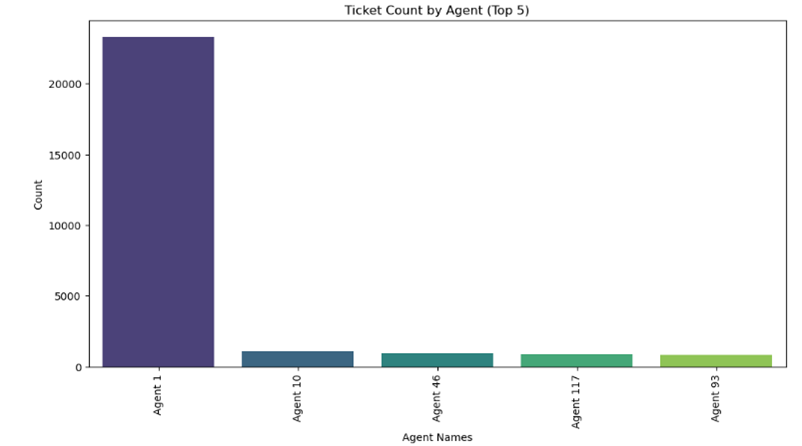 Ticket Count by Agent (Top 5)
20000
15000
10000
5000
0
Count
Agent 1
Agent 10
Agent 46
Agent 117
Agent 93
Agent Names